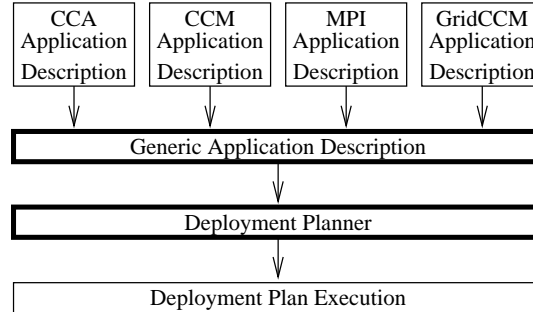 CCA
Application
Description
CCM
Application
Description
MPI
Application
Description
GridCCM
Application
Description
Generic Application Description
Deployment Planner
Deployment Plan Execution